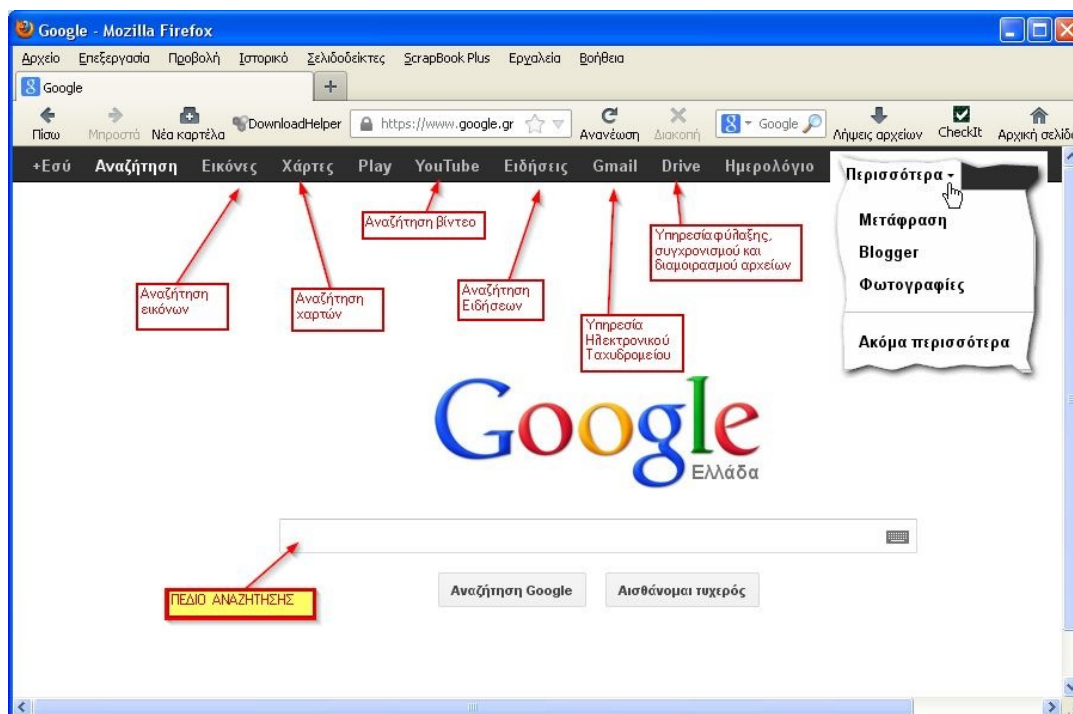 Google - Mozilla Firefox
Αρχείο Επεξεργασία Προβολή Ιστορικό Σελιδοδείκτες ScrapBook Plus Εργαλεία Βοήθεια
8 Google +
Πίσω Μπροστά Νέα καρτέλα DownloadHelper https://www.google.gr Ανανέωση Διακοπή 8 Google Λήψεις αρχείων CheckIt Αρχική σελίδα
+Εσύ Αναζήτηση Εικόνες Χάρτες Play YouTube Ειδήσεις Gmail Drive Ημερολόγιο Περισσότερα
Μετάφραση
Blogger
Φωτογραφίες
Ακόμα περισσότερα
Αναζήτηση βίντεο
Υπηρεσία φύλαξης,
συγχρονισμού και
διαμοιρασμού αρχείων
Αναζήτηση
εικόνων
Αναζήτηση
χαρτών
Αναζήτηση
Ειδήσεων
Υπηρεσία
Ηλεκτρονικού
Ταχυδρομείου
Google
Ελλάδα
ΠΕΔΙΟ ΑΝΑΖΗΤΗΣΗΣ
Αναζήτηση Google Αισθάνομαι τυχερός